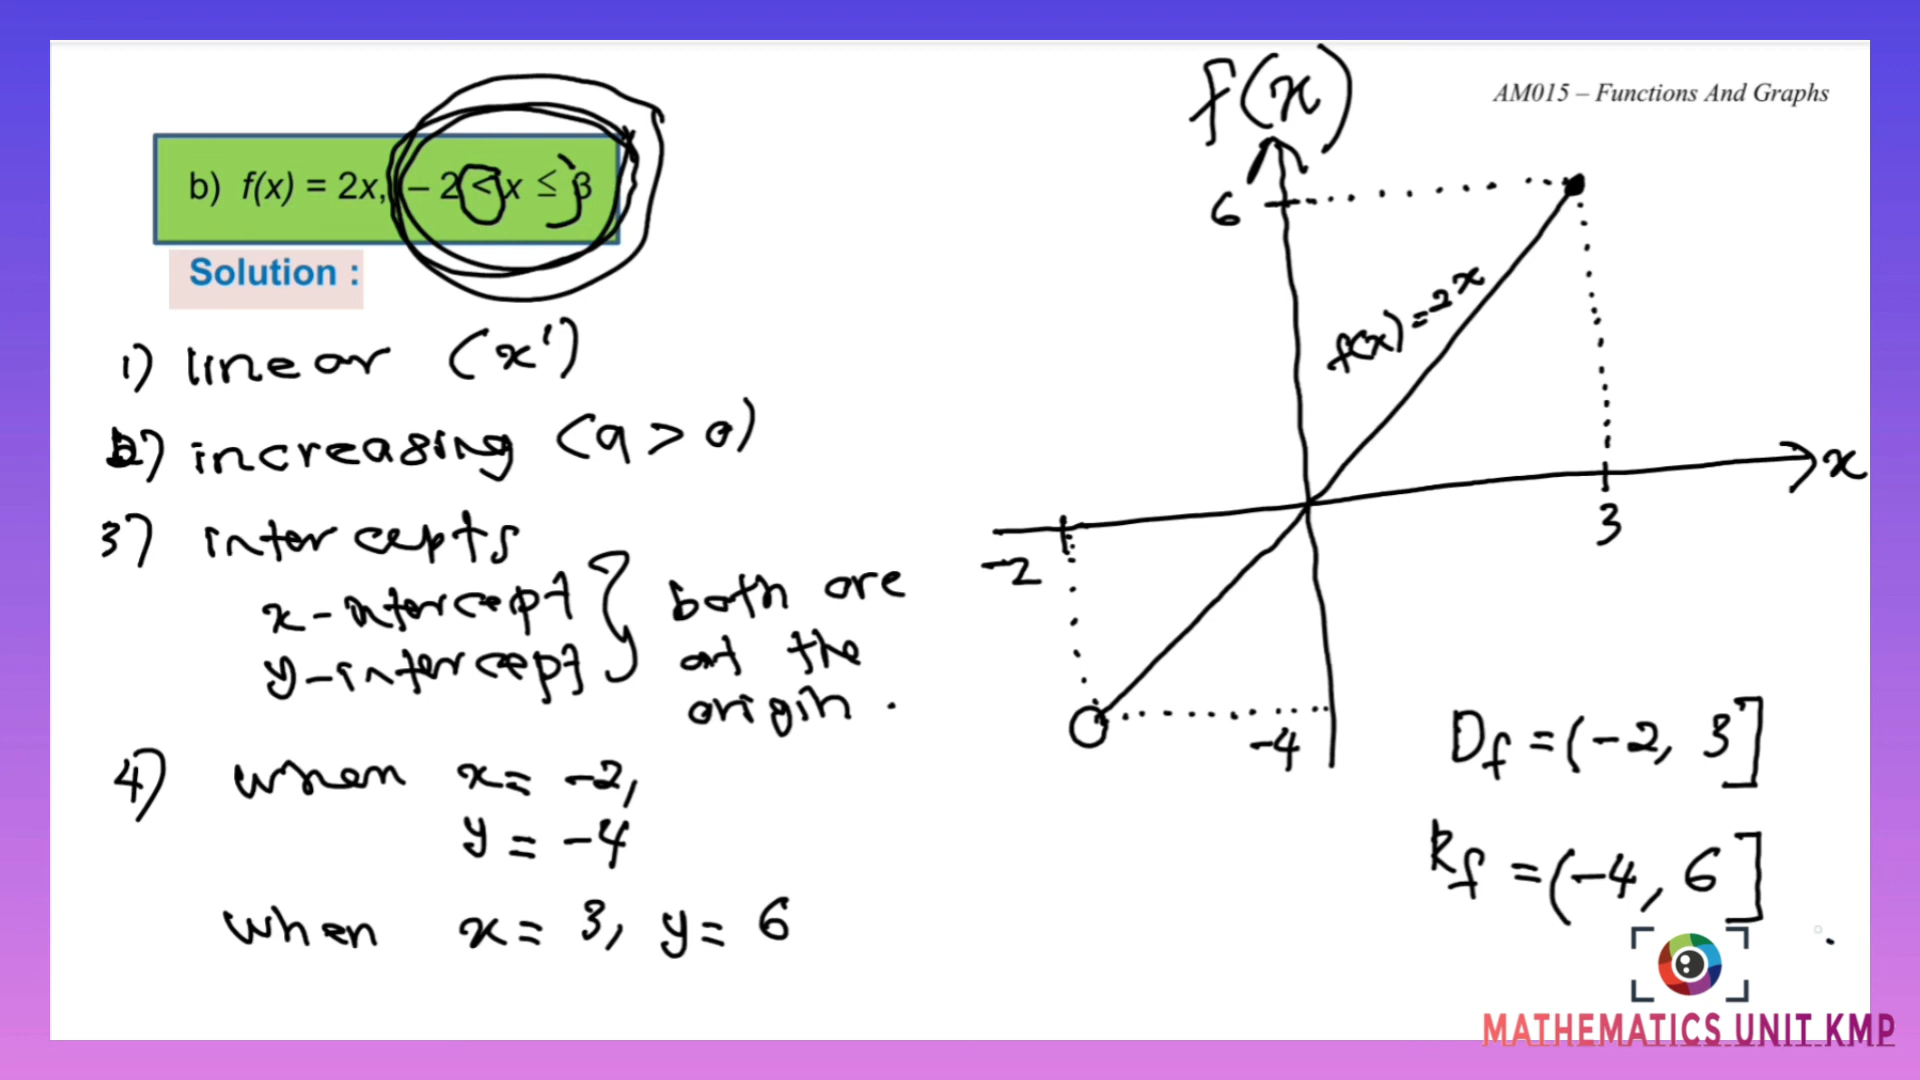 AM015 – Functions And Graphs
b) f(x) = 2x, – 2 < x ≤ 3
Solution :
1) linear (x¹)
2) increasing (a > 0)
3) intercepts
x-intercept
y-intercept
} both are
at the
origin.
4) when x = -2,
y = -4
when x = 3, y = 6
f(x)
6
f(x) = 2x
x
3
-2
-4
Df = (-2, 3]
Rf = (-4, 6]
MATHEMATICS UNIT KMP